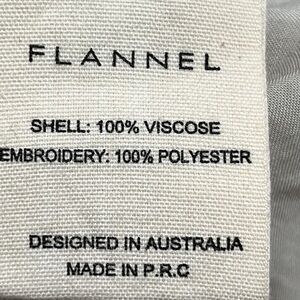 FLANNEL
SHELL: 100% VISCOSE
EMBROIDERY: 100% POLYESTER
DESIGNED IN AUSTRALIA
MADE IN P.R.C